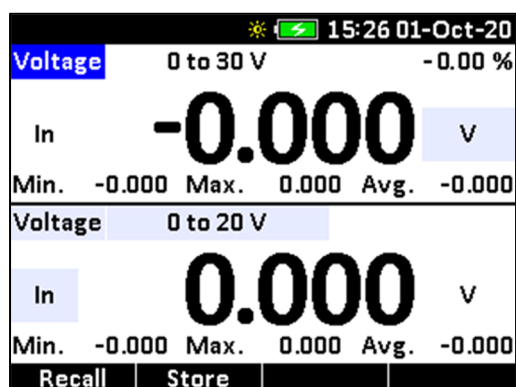 15:26 01-Oct-20
Voltage 0 to 30 V -0.00 %
In -0.000 V
Min. -0.000 Max. 0.000 Avg. -0.000
Voltage 0 to 20 V
In 0.000 V
Min. -0.000 Max. 0.000 Avg. -0.000
Recall Store